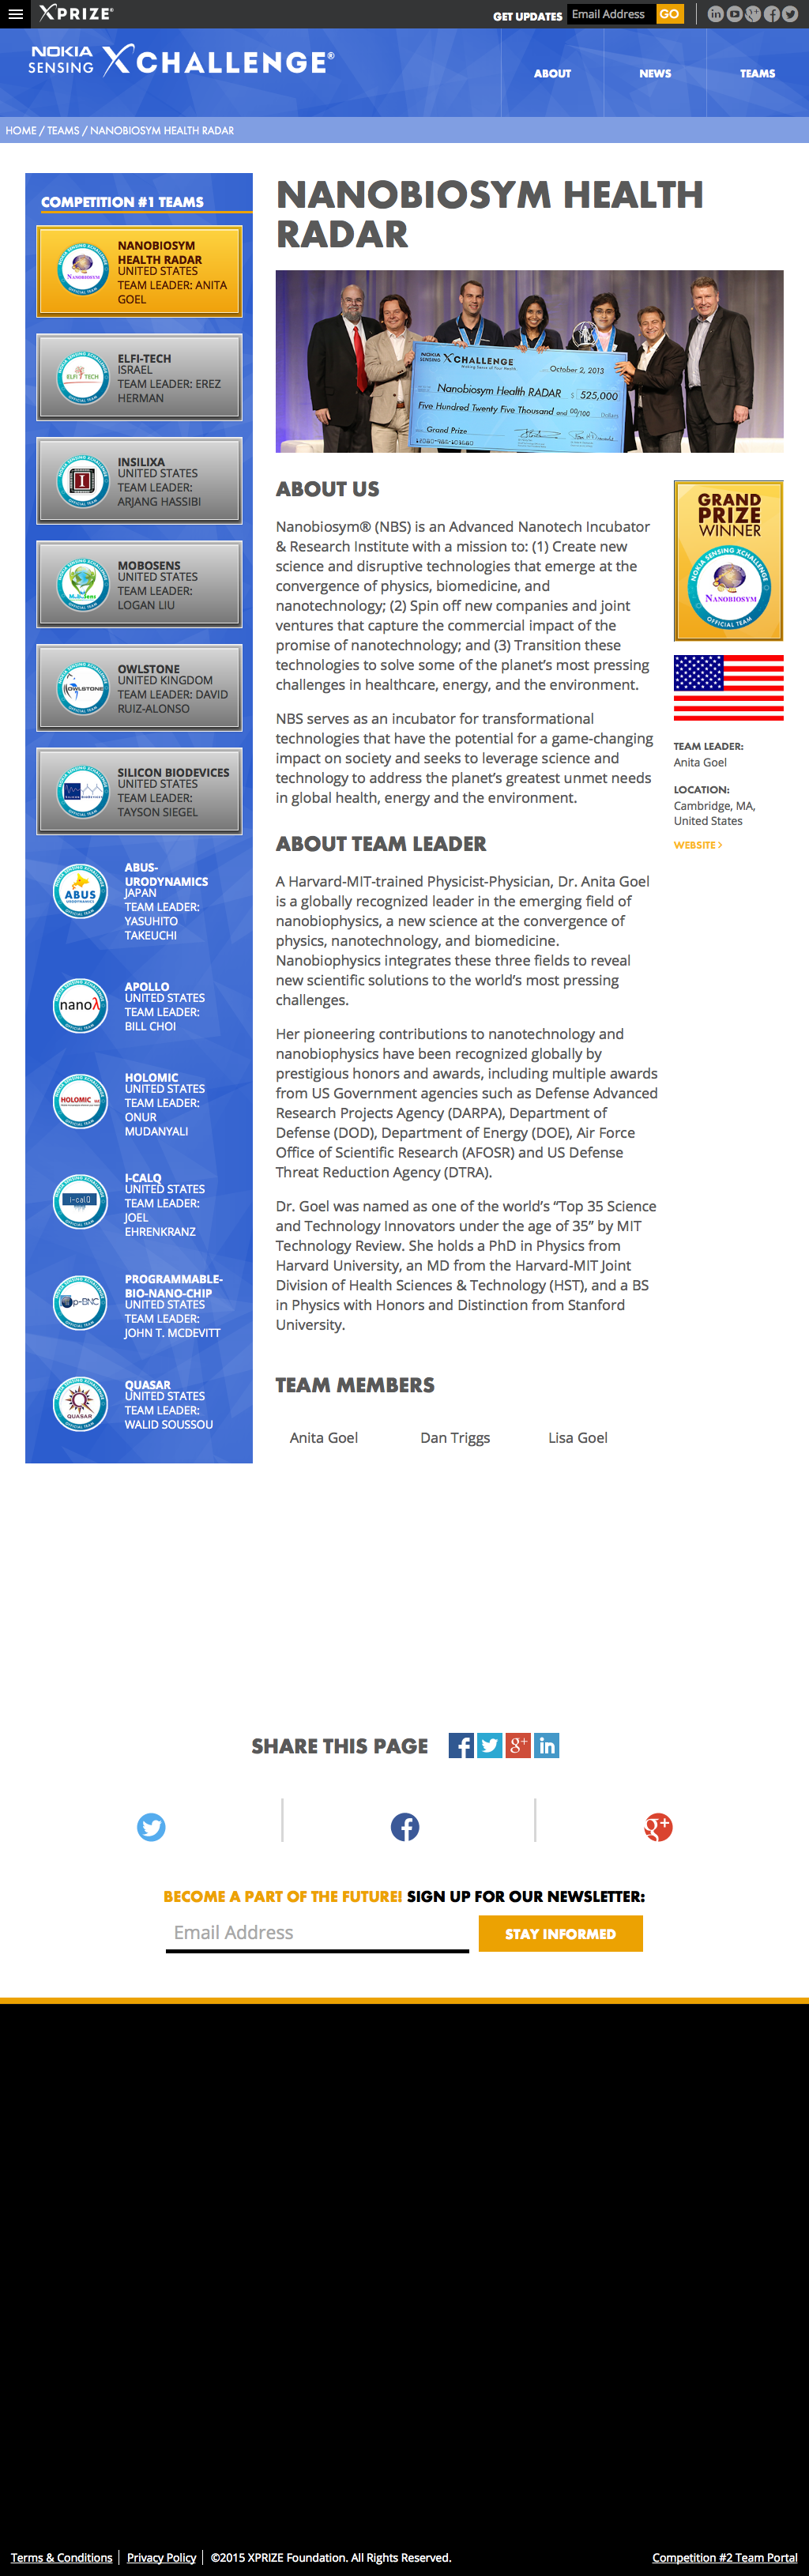 XPRIZE®
GET UPDATES
Email Address
GO
NOKIA
SENSING
XCHALLENGE®
ABOUT
NEWS
TEAMS
HOME / TEAMS / NANOBIOSYM HEALTH RADAR
COMPETITION #1 TEAMS
NANOBIOSYM
HEALTH RADAR
UNITED STATES
TEAM LEADER: ANITA
GOEL
ELFI-TECH
ISRAEL
TEAM LEADER: EREZ
HERMAN
INSILIXA
UNITED STATES
TEAM LEADER:
ARJANG HASSIBI
MOBOSENS
UNITED STATES
TEAM LEADER:
LOGAN LIU
OWLSTONE
UNITED KINGDOM
TEAM LEADER: DAVID
RUIZ-ALONSO
SILICON BIODEVICES
UNITED STATES
TEAM LEADER:
TAYSON SIEGEL
ABUS-
URODYNAMICS
JAPAN
TEAM LEADER:
YASUHITO
TAKEUCHI
APOLLO
UNITED STATES
TEAM LEADER:
BILL CHOI
HOLOMIC
UNITED STATES
TEAM LEADER:
ONUR
MUDANYALI
I-CALQ
UNITED STATES
TEAM LEADER:
JOEL
EHRENKRANZ
PROGRAMMABLE-
BIO-NANO-CHIP
UNITED STATES
TEAM LEADER:
JOHN T. MCDEVITT
QUASAR
UNITED STATES
TEAM LEADER:
WALID SOUSSOU
NANOBIOSYM HEALTH
RADAR
NOKIA
SENSING XCHALLENGE
October 2, 2013
Nanobiosym Health RADAR $ 525,000
Five Hundred Twenty Five Thousand and 00/100 Dollars
Grand Prize
ABOUT US
Nanobiosym® (NBS) is an Advanced Nanotech Incubator
& Research Institute with a mission to: (1) Create new
science and disruptive technologies that emerge at the
convergence of physics, biomedicine, and
nanotechnology; (2) Spin off new companies and joint
ventures that capture the commercial impact of the
promise of nanotechnology; and (3) Transition these
technologies to solve some of the planet’s most pressing
challenges in healthcare, energy, and the environment.
NBS serves as an incubator for transformational
technologies that have the potential for a game-changing
impact on society and seeks to leverage science and
technology to address the planet’s greatest unmet needs
in global health, energy and the environment.
GRAND
PRIZE
WINNER
NOKIA SENSING XCHALLENGE
NANOBIOSYM
OFFICIAL TEAM
TEAM LEADER:
Anita Goel
LOCATION:
Cambridge, MA,
United States
WEBSITE >
ABOUT TEAM LEADER
A Harvard-MIT-trained Physicist-Physician, Dr. Anita Goel
is a globally recognized leader in the emerging field of
nanobiophysics, a new science at the convergence of
physics, nanotechnology, and biomedicine.
Nanobiophysics integrates these three fields to reveal
new scientific solutions to the world’s most pressing
challenges.
Her pioneering contributions to nanotechnology and
nanobiophysics have been recognized globally by
prestigious honors and awards, including multiple awards
from US Government agencies such as Defense Advanced
Research Projects Agency (DARPA), Department of
Defense (DOD), Department of Energy (DOE), Air Force
Office of Scientific Research (AFOSR) and US Defense
Threat Reduction Agency (DTRA).
Dr. Goel was named as one of the world’s “Top 35 Science
and Technology Innovators under the age of 35” by MIT
Technology Review. She holds a PhD in Physics from
Harvard University, an MD from the Harvard-MIT Joint
Division of Health Sciences & Technology (HST), and a BS
in Physics with Honors and Distinction from Stanford
University.
TEAM MEMBERS
Anita Goel
Dan Triggs
Lisa Goel
SHARE THIS PAGE
BECOME A PART OF THE FUTURE! SIGN UP FOR OUR NEWSLETTER:
Email Address
STAY INFORMED
Terms & Conditions
Privacy Policy
©2015 XPRIZE Foundation. All Rights Reserved.
Competition #2 Team Portal